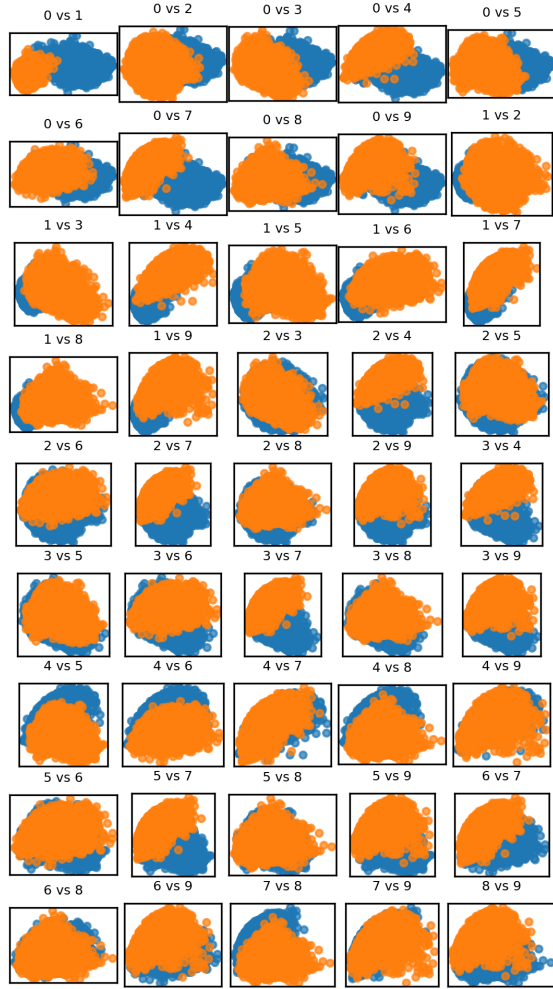 0 vs 1
0 vs 2
0 vs 3
0 vs 4
0 vs 5
0 vs 6
0 vs 7
0 vs 8
0 vs 9
1 vs 2
1 vs 3
1 vs 4
1 vs 5
1 vs 6
1 vs 7
1 vs 8
1 vs 9
2 vs 3
2 vs 4
2 vs 5
2 vs 6
2 vs 7
2 vs 8
2 vs 9
3 vs 4
3 vs 5
3 vs 6
3 vs 7
3 vs 8
3 vs 9
4 vs 5
4 vs 6
4 vs 7
4 vs 8
4 vs 9
5 vs 6
5 vs 7
5 vs 8
5 vs 9
6 vs 7
6 vs 8
6 vs 9
7 vs 8
7 vs 9
8 vs 9